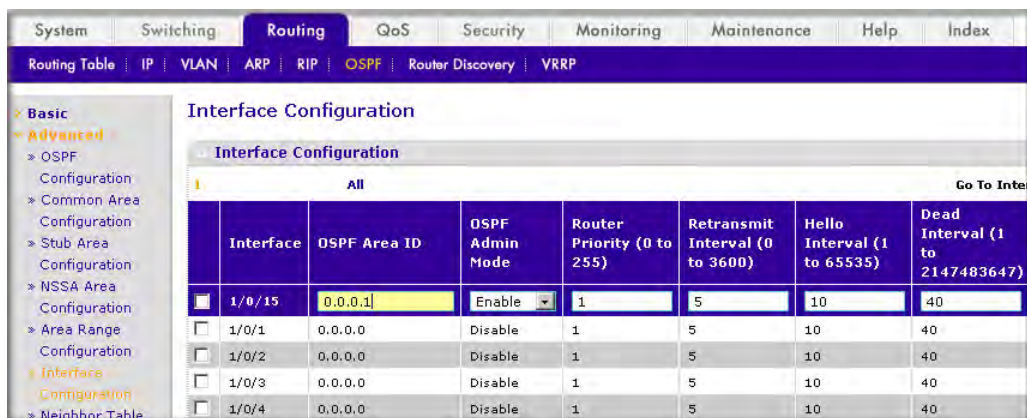 System Switching Routing QoS Security Monitoring Maintenance Help Index
Routing Table IP VLAN ARP RIP OSPF Router Discovery VRRP
Basic
Advanced
» OSPF
Configuration
» Common Area
Configuration
» Stub Area
Configuration
» NSSA Area
Configuration
» Area Range
Configuration
» Interface
Configuration
» Neighbor Table
Interface Configuration
Interface Configuration
1 All Go To Inte
Interface OSPF Area ID OSPF Admin Mode Router Priority (0 to 255) Retransmit Interval (0 to 3600) Hello Interval (1 to 65535) Dead Interval (1 to 2147483647)
1/0/15 0.0.0.1 Enable 1 5 10 40
1/0/1 0.0.0.0 Disable 1 5 10 40
1/0/2 0.0.0.0 Disable 1 5 10 40
1/0/3 0.0.0.0 Disable 1 5 10 40
1/0/4 0.0.0.0 Disable 1 5 10 40